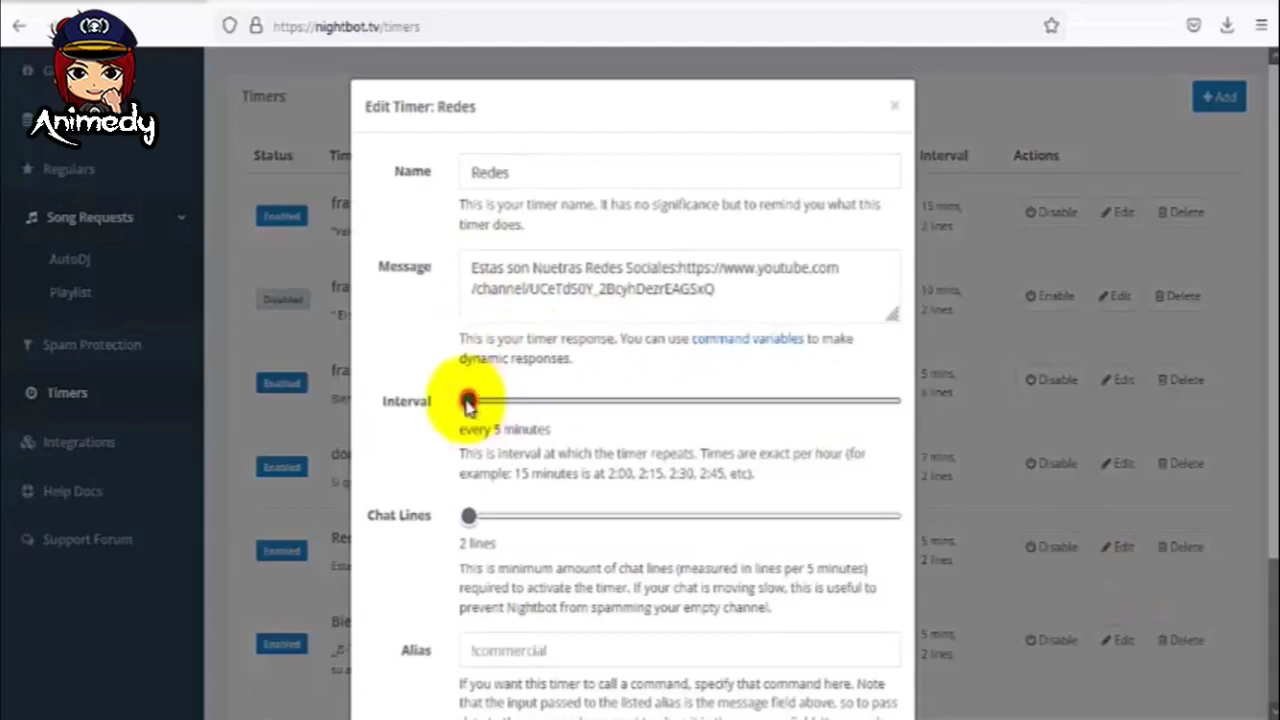 https://nightbot.tv/timers
Animedy
Regulars
Song Requests
AutoDJ
Playlist
Spam Protection
Timers
Integrations
Help Docs
Support Forum
Timers
+ Add
Status
Interval
Actions
Enabled
15 mins,
2 lines
Disable
Edit
Delete
Disabled
10 mins,
2 lines
Enable
Edit
Delete
Enabled
5 mins,
6 lines
Disable
Edit
Delete
Enabled
7 mins,
2 lines
Disable
Edit
Delete
Enabled
5 mins,
2 lines
Disable
Edit
Delete
Enabled
5 mins,
2 lines
Disable
Edit
Delete
Edit Timer: Redes
×
Name
Redes
This is your timer name. It has no significance but to remind you what this
timer does.
Message
Estas son Nuetras Redes Sociales:https://www.youtube.com
/channel/UCeTdS0Y_2BcyhDezrEAGSxQ
This is your timer response. You can use command variables to make
dynamic responses.
Interval
every 5 minutes
This is interval at which the timer repeats. Times are exact per hour (for
example: 15 minutes is at 2:00, 2:15, 2:30, 2:45, etc).
Chat Lines
2 lines
This is minimum amount of chat lines (measured in lines per 5 minutes)
required to activate the timer. If your chat is moving slow, this is useful to
prevent Nightbot from spamming your empty channel.
Alias
!commercial
If you want this timer to call a command, specify that command here. Note
that the input passed to the listed alias is the message field above, so to pass